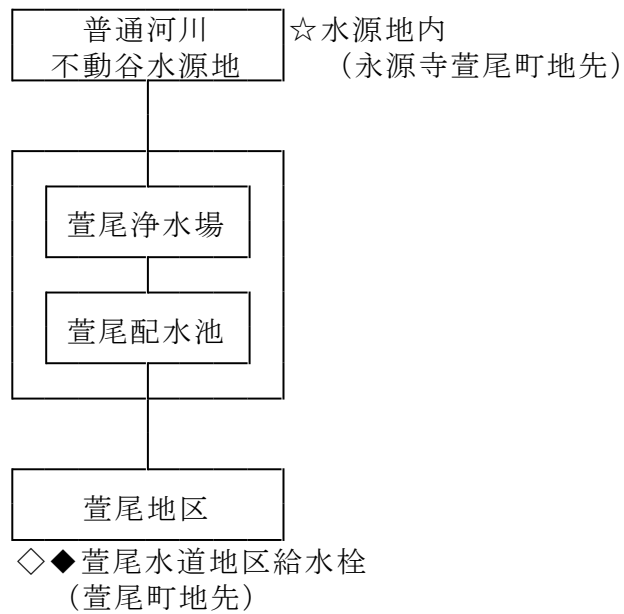 普通河川
不動谷水源地
☆水源地内
（永源寺萱尾町地先）
萱尾浄水場
萱尾配水池
萱尾地区
◇◆萱尾水道地区給水栓
（萱尾町地先）